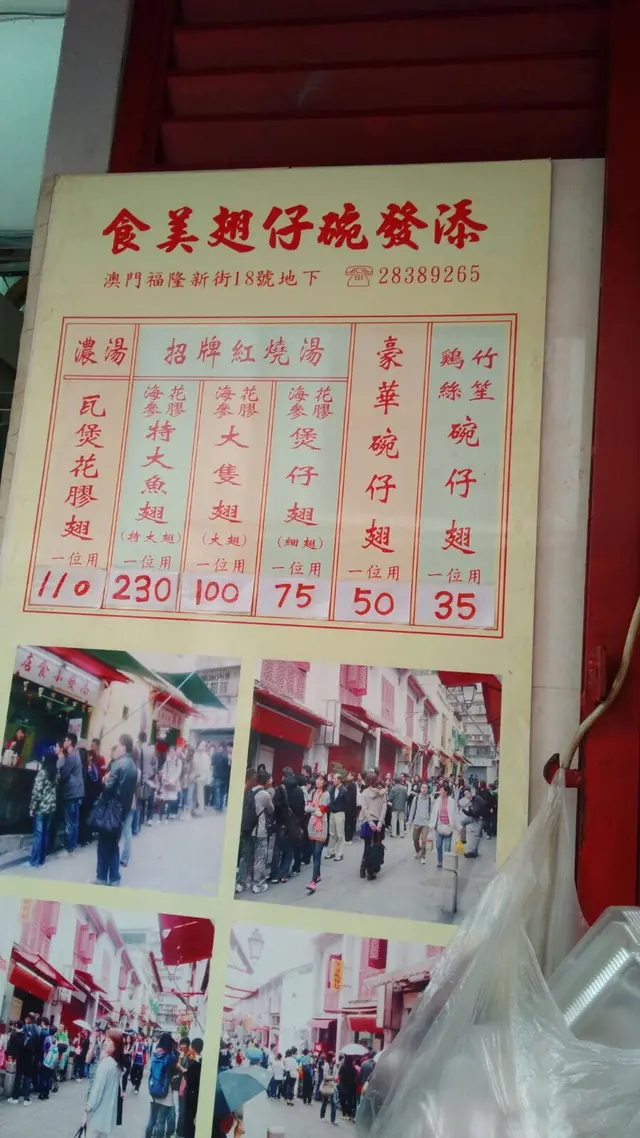 添發碗仔翅美食
澳門福隆新街18號地下 ☏28389265
竹笙鷄絲碗仔翅
一位用
35
豪華碗仔翅
一位用
50
招牌紅燒湯
花膠海參煲仔翅
(細翅)
一位用
75
花膠海參大隻翅
(大翅)
一位用
100
花膠海參特大魚翅
(特大翅)
一位用
230
濃湯
瓦煲花膠翅
一位用
110
添發小食店